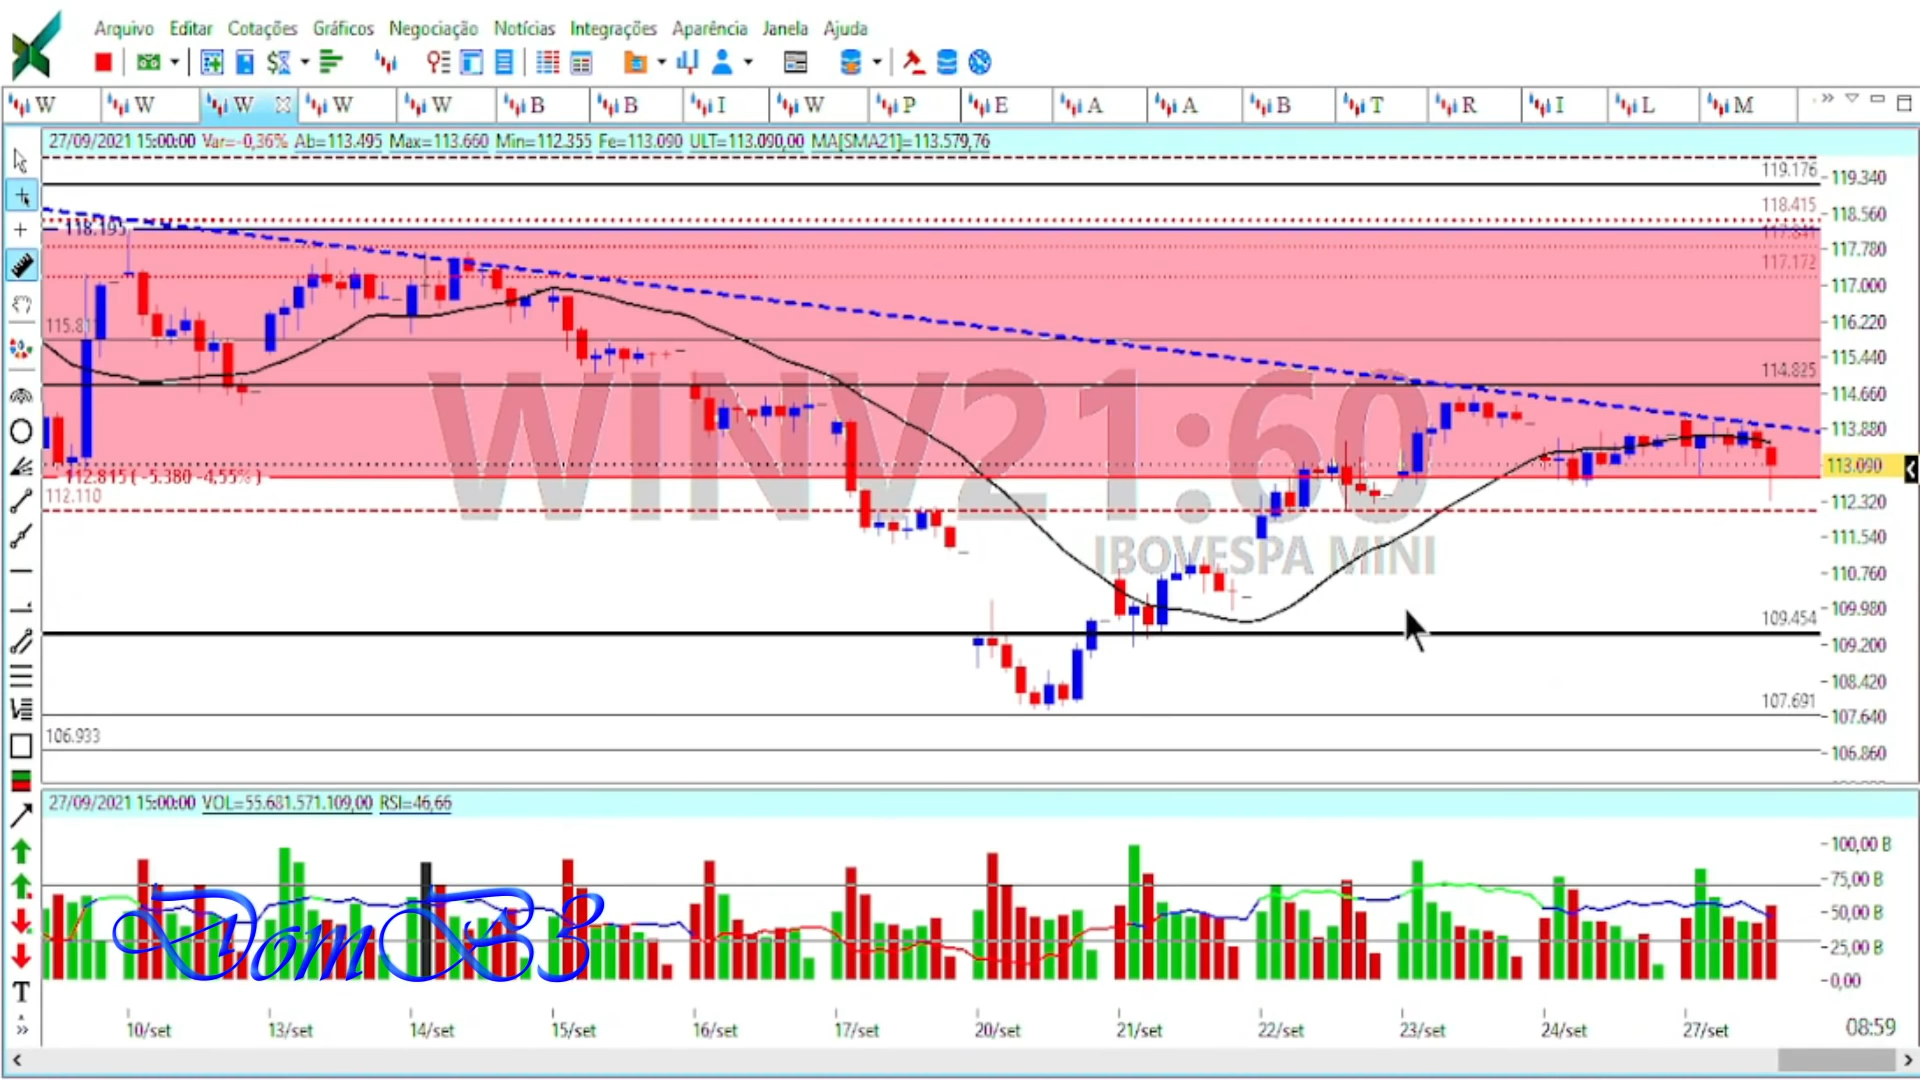 Arquivo Editar Cotações Gráficos Negociação Notícias Integrações Aparência Janela Ajuda
W W W W W B B I W P E A A B T R I L M
27/09/2021 15:00:00 Var=-0,36% Ab=113.495 Max=113.660 Min=112.355 Fe=113.090 ULT=113.090,00 MA[SMA21]=113.579,76
119.176
119.340
118.415
118.560
118.195
117.841
117.780
117.172
117.000
116.220
115.440
114.825
114.660
113.880
113.090
112.815 ( -5.380 -4,55% )
112.110
112.320
WINV21:60
IBOVESPA MINI
111.540
110.760
109.980
109.454
109.200
108.420
107.691
107.640
106.933
106.860
27/09/2021 15:00:00 VOL=55.681.571.109,00 RSI=46,66
100,00 B
75,00 B
50,00 B
25,00 B
0,00
DomB3
T
10/set 13/set 14/set 15/set 16/set 17/set 20/set 21/set 22/set 23/set 24/set 27/set 08:59